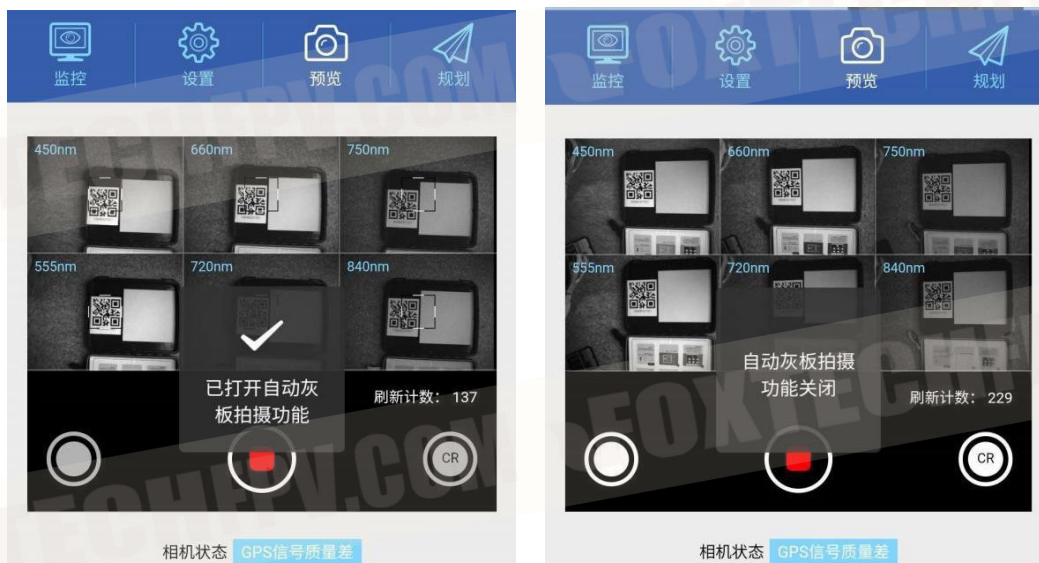 监控 设置 预览 规划
450nm 660nm 750nm
555nm 720nm 840nm
已打开自动灰
板拍摄功能
刷新计数: 137
CR
相机状态 GPS信号质量差
监控 设置 预览 规划
450nm 660nm 750nm
555nm 720nm 840nm
自动灰板拍摄
功能关闭
刷新计数: 229
CR
相机状态 GPS信号质量差